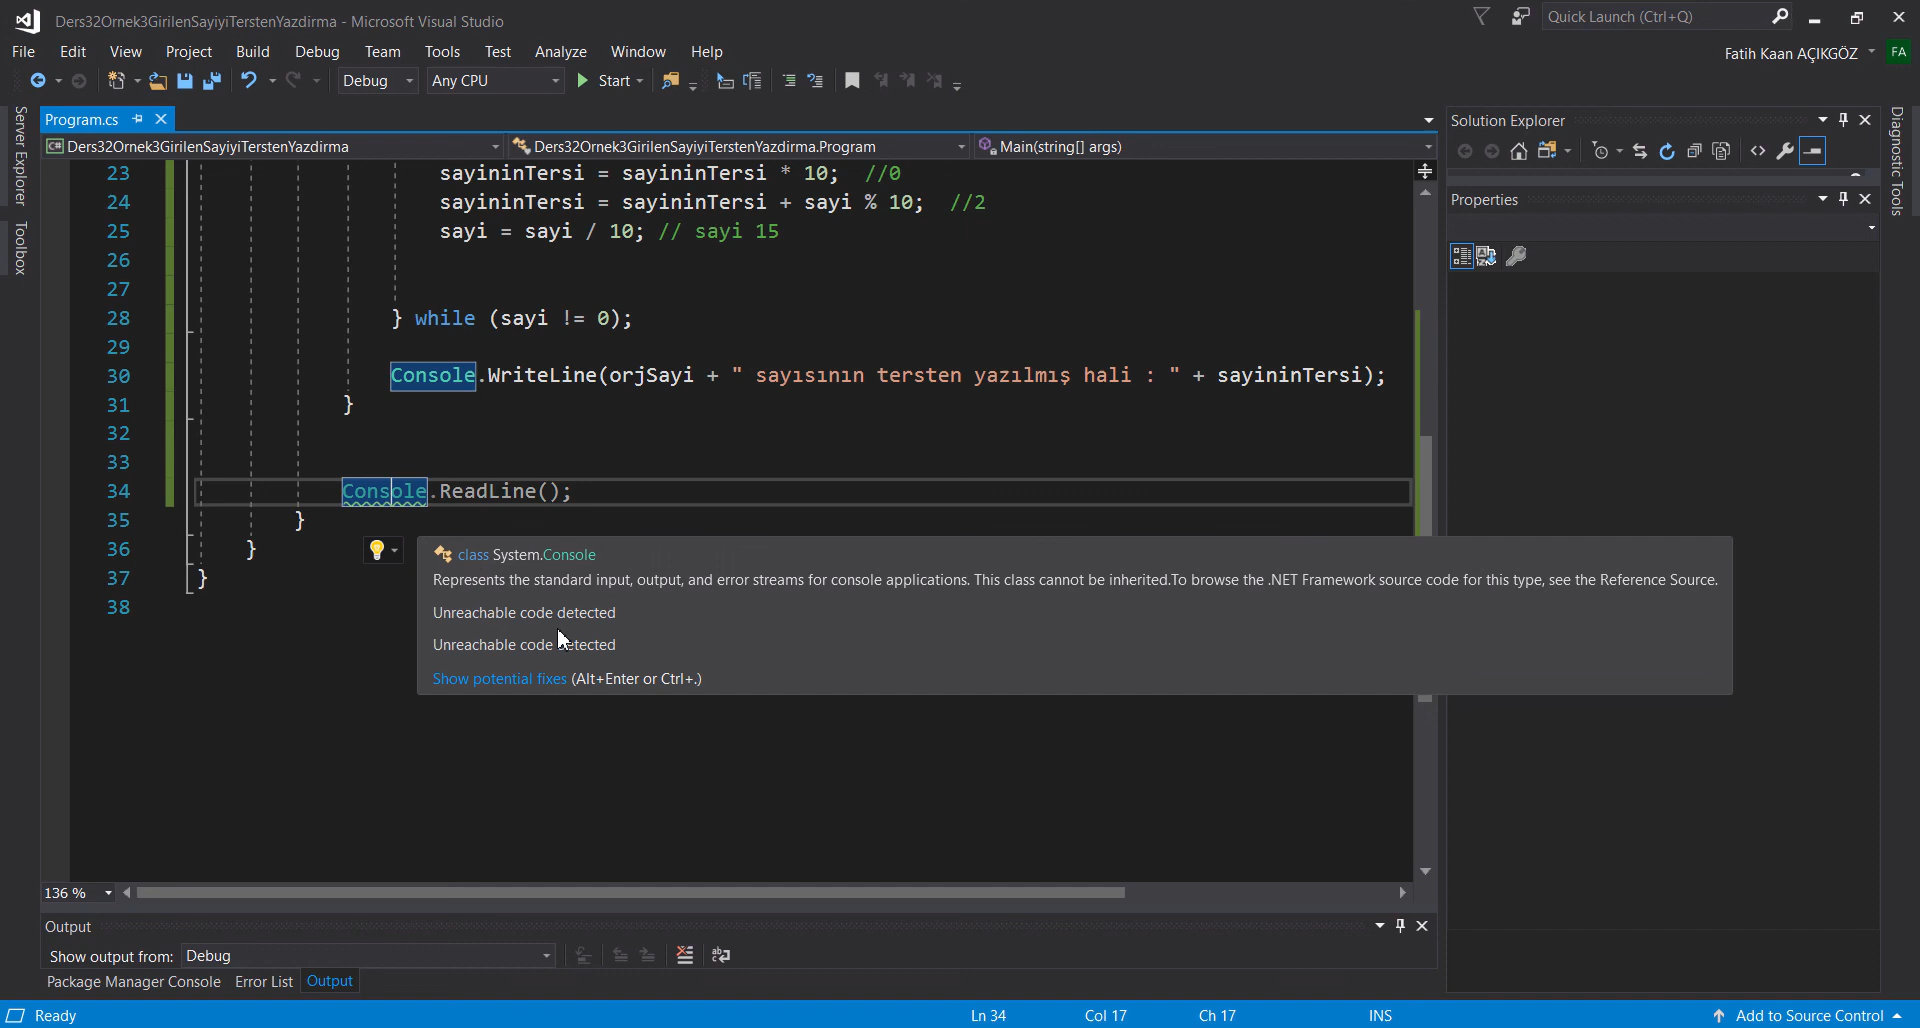 Ders32Ornek3GirilenSayiyiTerstenYazdirma - Microsoft Visual Studio
Quick Launch (Ctrl+Q)
File Edit View Project Build Debug Team Tools Test Analyze Window Help
Fatih Kaan AÇIKGÖZ FA
Debug Any CPU Start
Server Explorer
Toolbox
Program.cs
Ders32Ornek3GirilenSayiyiTerstenYazdirma Ders32Ornek3GirilenSayiyiTerstenYazdirma.Program Main(string[] args)
23 sayininTersi = sayininTersi * 10; //0
24 sayininTersi = sayininTersi + sayi % 10; //2
25 sayi = sayi / 10; // sayi 15
26
27
28 } while (sayi != 0);
29
30 Console.WriteLine(orjSayi + " sayısının tersten yazılmış hali : " + sayininTersi);
31 }
32
33
34 Console.ReadLine();
35 }
36 }
37 }
38
class System.Console
Represents the standard input, output, and error streams for console applications. This class cannot be inherited.To browse the .NET Framework source code for this type, see the Reference Source.
Unreachable code detected
Unreachable code detected
Show potential fixes (Alt+Enter or Ctrl+.)
136 %
Output
Show output from: Debug
Package Manager Console Error List Output
Solution Explorer
Properties
Diagnostic Tools
Ready Ln 34 Col 17 Ch 17 INS Add to Source Control